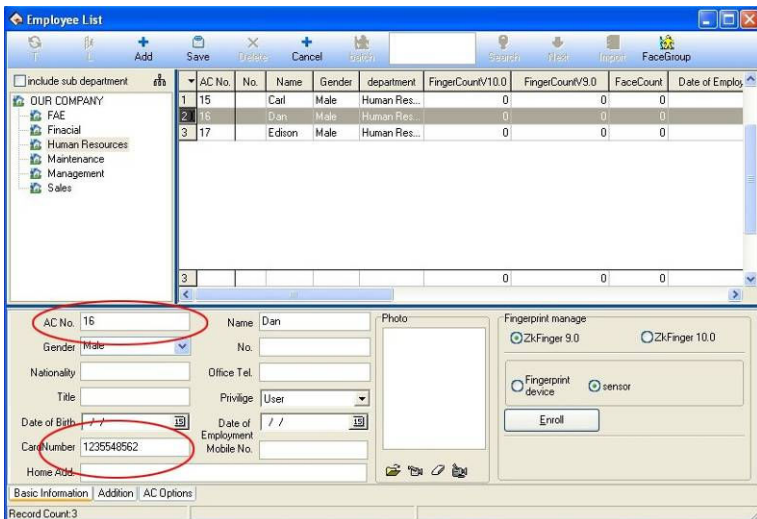 Employee List
Add Save Delete Cancel Batch Search Next Import FaceGroup
include sub department
OUR COMPANY
FAE
Finacial
Human Resources
Maintenance
Management
Sales
AC No. No. Name Gender department FingerCountV10.0 FingerCountV9.0 FaceCount Date of Employ
1 15 Carl Male Human Res... 0 0 0
2 16 Dan Male Human Res... 0 0 0
3 17 Edison Male Human Res... 0 0 0
3 0 0 0
AC No. 16 Name Dan
Gender Male No.
Nationality Office Tel.
Title Privilige User
Date of Birth / / 15 Date of Employment / / 15
CardNumber 1235548562 Mobile No.
Home Add.
Photo
Fingerprint manage
ZkFinger 9.0 ZkFinger 10.0
Fingerprint device sensor
Enroll
Basic Information Addition AC Options
Record Count:3